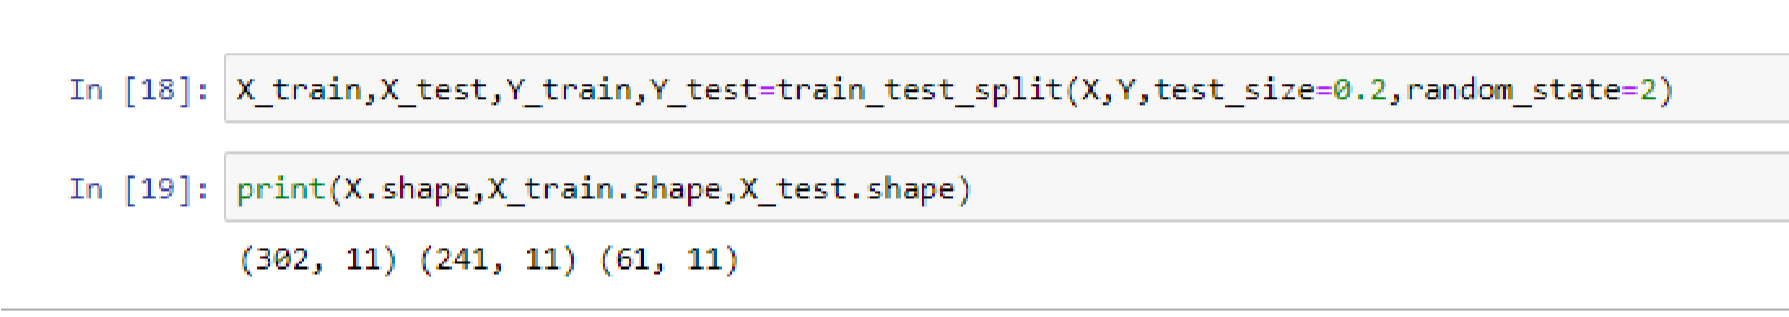 In [18]: X_train,X_test,Y_train,Y_test=train_test_split(X,Y,test_size=0.2,random_state=2)
In [19]: print(X.shape,X_train.shape,X_test.shape)
(302, 11) (241, 11) (61, 11)